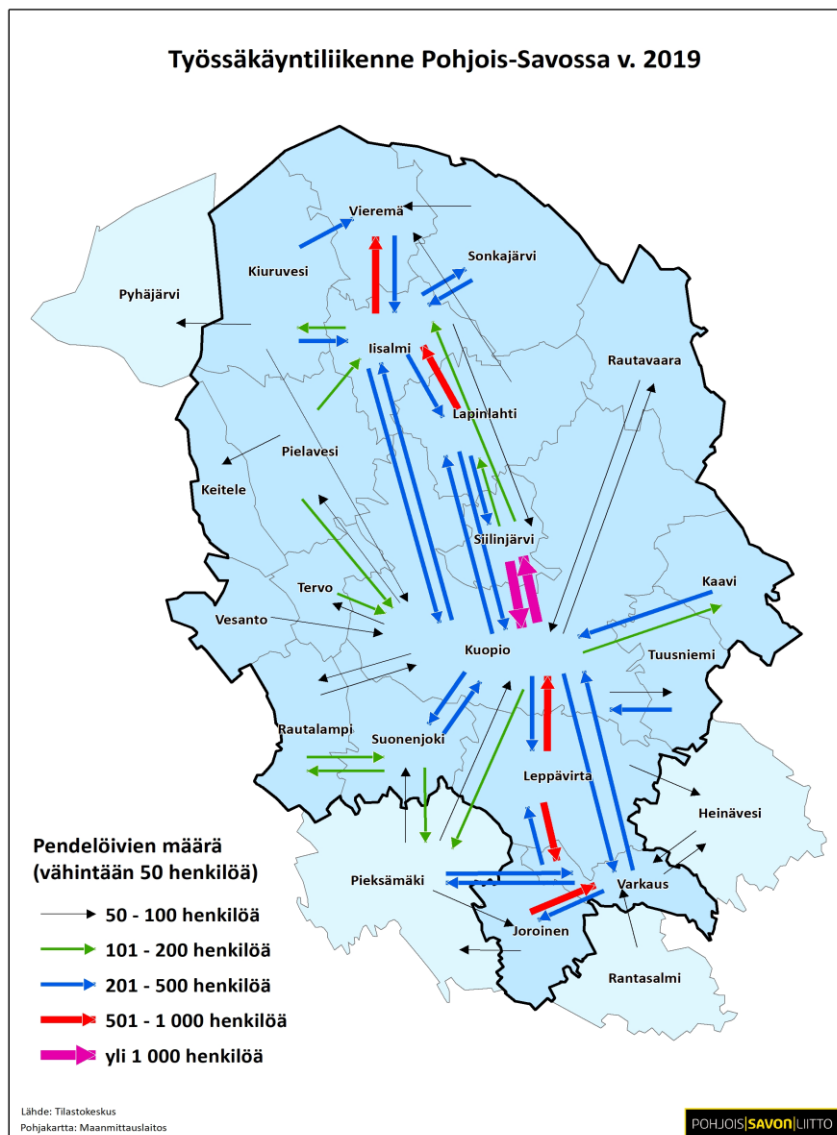 Työssäkäyntiliikenne Pohjois-Savossa v. 2019
Vieremä
Sonkajärvi
Kiuruvesi
Pyhäjärvi
Iisalmi
Rautavaara
Lapinlahti
Pielavesi
Keitele
Siilinjärvi
Kaavi
Tervo
Vesanto
Kuopio
Tuusniemi
Rautalampi
Suonenjoki
Leppävirta
Heinävesi
Pieksämäki
Varkaus
Joroinen
Rantasalmi
Pendelöivien määrä
(vähintään 50 henkilöä)
50 - 100 henkilöä
101 - 200 henkilöä
201 - 500 henkilöä
501 - 1 000 henkilöä
yli 1 000 henkilöä
Lähde: Tilastokeskus
Pohjakartta: Maanmittauslaitos
POHJOIS|SAVON|LIITTO